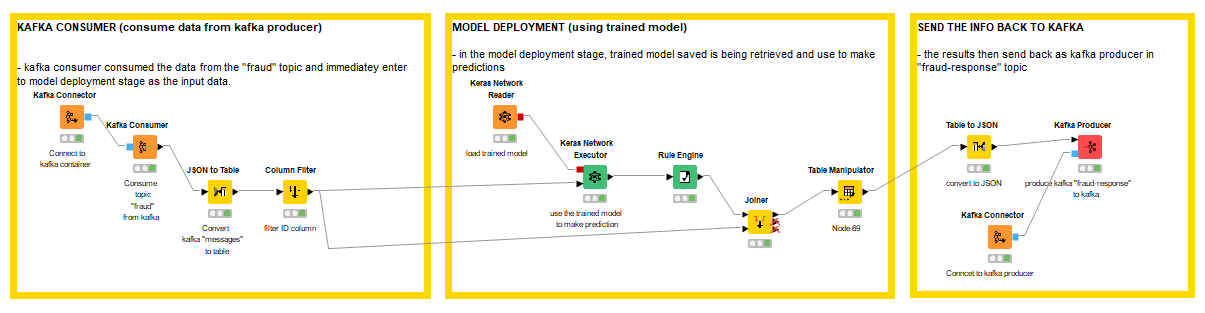 KAFKA CONSUMER (consume data from kafka producer)
- kafka consumer consumed the data from the "fraud" topic and immediatey enter
to model deployment stage as the input data.
Kafka Connector
Connect to
kafka container
Kafka Consumer
Consume
topic
"fraud"
from kafka
JSON to Table
Convert
kafka "messages"
to table
Column Filter
filter ID column
MODEL DEPLOYMENT (using trained model)
- in the model deployment stage, trained model saved is being retrieved and use to make
predictions
Keras Network
Reader
load trained model
Keras Network
Executor
use the trained model
to make prediction
Rule Engine
Joiner
Table Manipulator
Node 69
SEND THE INFO BACK TO KAFKA
- the results then send back as kafka producer in
"fraud-response" topic
Table to JSON
convert to JSON
Kafka Producer
produce kafka "fraud-response"
to kafka
Kafka Connector
Conncet to kafka producer